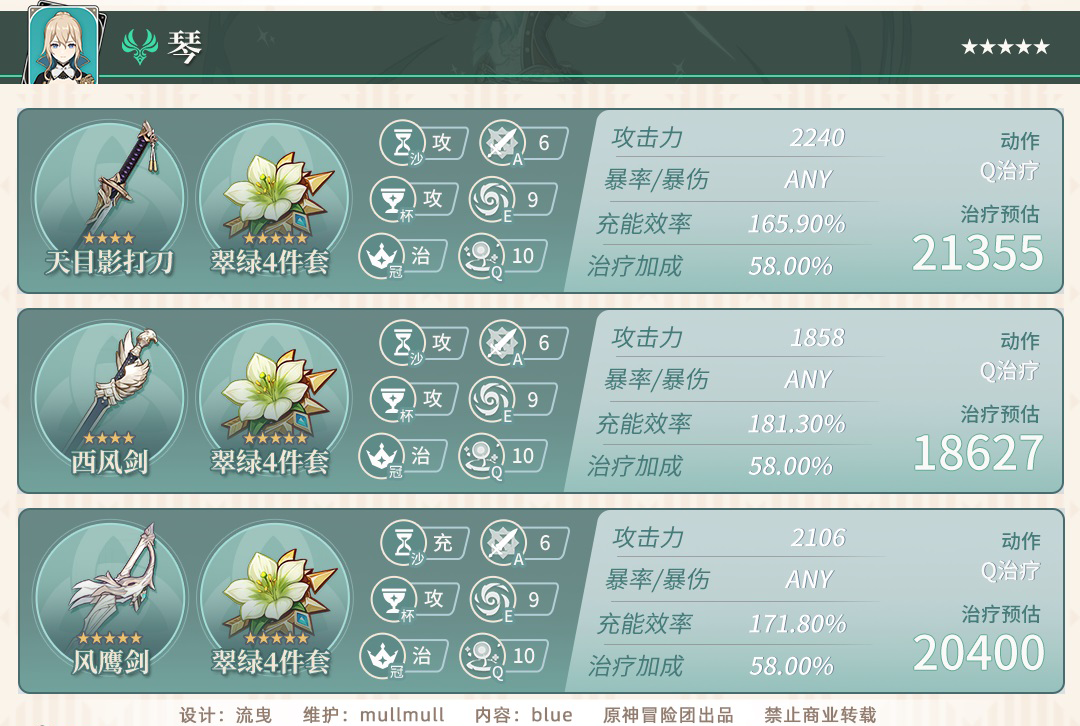 琴 ★★★★★
天目影打刀
翠绿4件套
沙 攻 A 6
杯 攻 E 9
冠 治 Q 10
攻击力 2240
暴率/暴伤 ANY
充能效率 165.90%
治疗加成 58.00%
动作
Q治疗
治疗预估
21355
西风剑
翠绿4件套
沙 攻 A 6
杯 攻 E 9
冠 治 Q 10
攻击力 1858
暴率/暴伤 ANY
充能效率 181.30%
治疗加成 58.00%
动作
Q治疗
治疗预估
18627
风鹰剑
翠绿4件套
沙 充 A 6
杯 攻 E 9
冠 治 Q 10
攻击力 2106
暴率/暴伤 ANY
充能效率 171.80%
治疗加成 58.00%
动作
Q治疗
治疗预估
20400
设计：流曳 维护：mullmull 内容：blue 原神冒险团出品 禁止商业转载